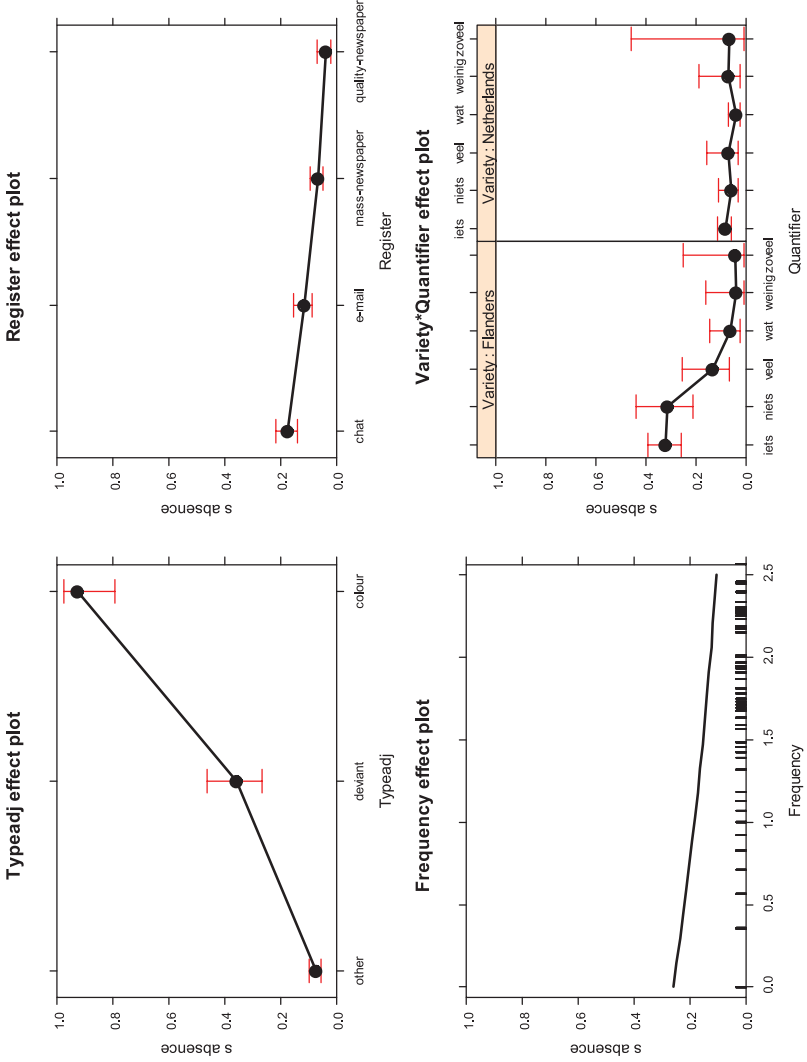 Typeadj effect plot
s absence
1.0
0.8
0.6
0.4
0.2
0.0
other
deviant
colour
Typeadj
Register effect plot
s absence
1.0
0.8
0.6
0.4
0.2
0.0
chat
e-mail
mass-newspaper
quality-newspaper
Register
Frequency effect plot
s absence
1.0
0.8
0.6
0.4
0.2
0.0
0.0
0.5
1.0
1.5
2.0
2.5
Frequency
Variety*Quantifier effect plot
iets niets veel wat weinigzoveel
Variety : Flanders
Variety : Netherlands
s absence
1.0
0.8
0.6
0.4
0.2
0.0
iets niets veel wat weinigzoveel
Quantifier